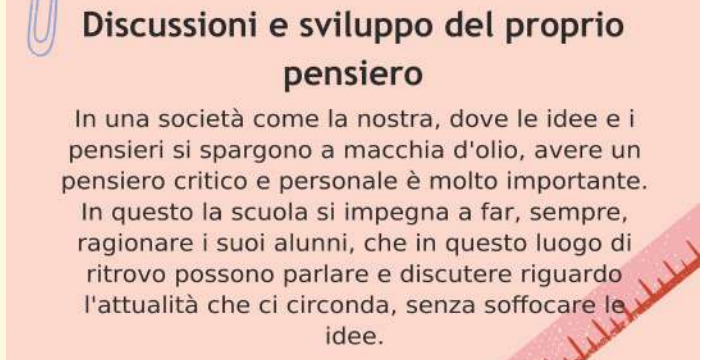 Discussioni e sviluppo del proprio
pensiero
In una società come la nostra, dove le idee e i
pensieri si spargono a macchia d'olio, avere un
pensiero critico e personale è molto importante.
In questo la scuola si impegna a far, sempre,
ragionare i suoi alunni, che in questo luogo di
ritrovo possono parlare e discutere riguardo
l'attualità che ci circonda, senza soffocare le
idee.